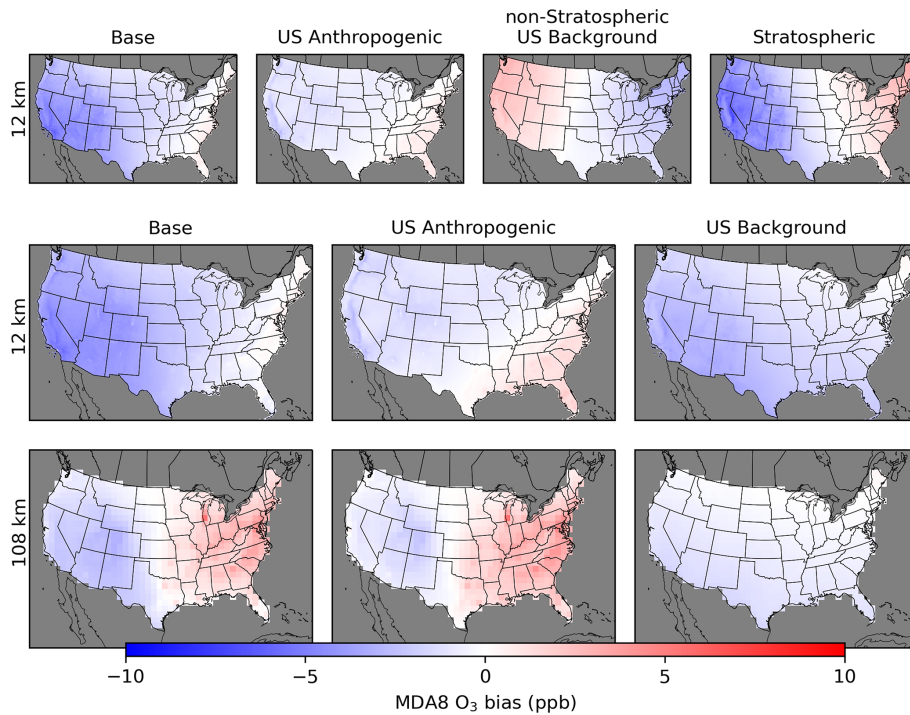 Base
US Anthropogenic
non-Stratospheric
US Background
Stratospheric
12 km
Base
US Anthropogenic
US Background
12 km
108 km
−10
−5
0
5
10
MDA8 O₃ bias (ppb)